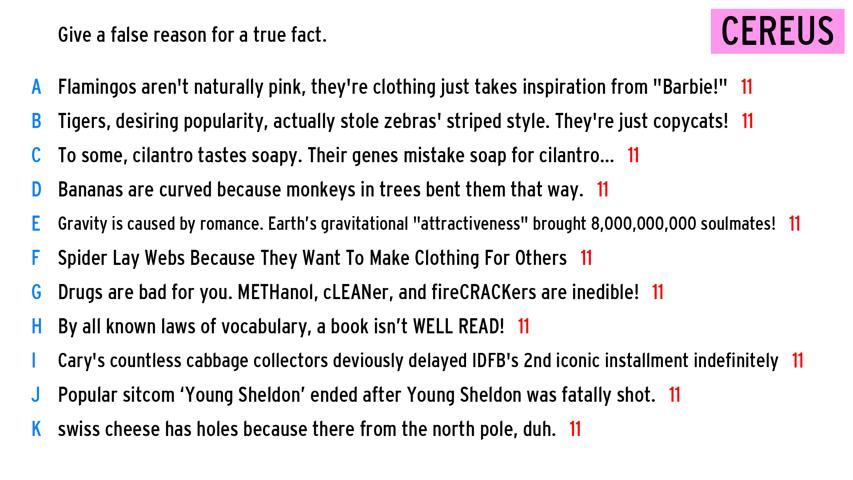 Give a false reason for a true fact.
CEREUS
A Flamingos aren't naturally pink, they're clothing just takes inspiration from "Barbie!" 11
B Tigers, desiring popularity, actually stole zebras' striped style. They're just copycats! 11
C To some, cilantro tastes soapy. Their genes mistake soap for cilantro... 11
D Bananas are curved because monkeys in trees bent them that way. 11
E Gravity is caused by romance. Earth’s gravitational "attractiveness" brought 8,000,000,000 soulmates! 11
F Spider Lay Webs Because They Want To Make Clothing For Others 11
G Drugs are bad for you. METHanol, cLEANer, and fireCRACKers are inedible! 11
H By all known laws of vocabulary, a book isn’t WELL READ! 11
I Cary's countless cabbage collectors deviously delayed IDFB's 2nd iconic installment indefinitely 11
J Popular sitcom ‘Young Sheldon’ ended after Young Sheldon was fatally shot. 11
K swiss cheese has holes because there from the north pole, duh. 11